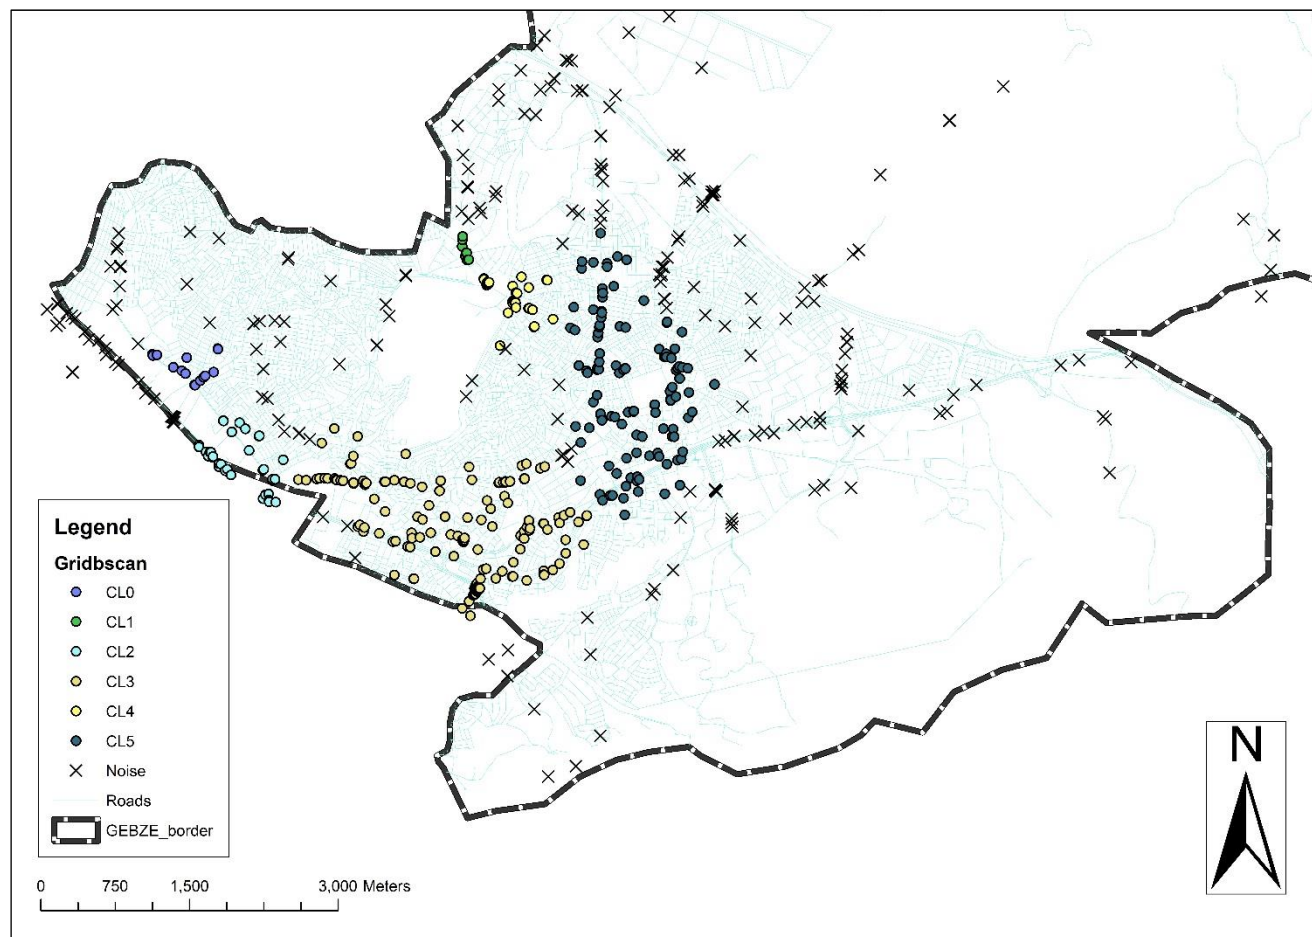 Legend
Gridbscan
CL0
CL1
CL2
CL3
CL4
CL5
Noise
Roads
GEBZE_border
0 750 1,500 3,000 Meters
N